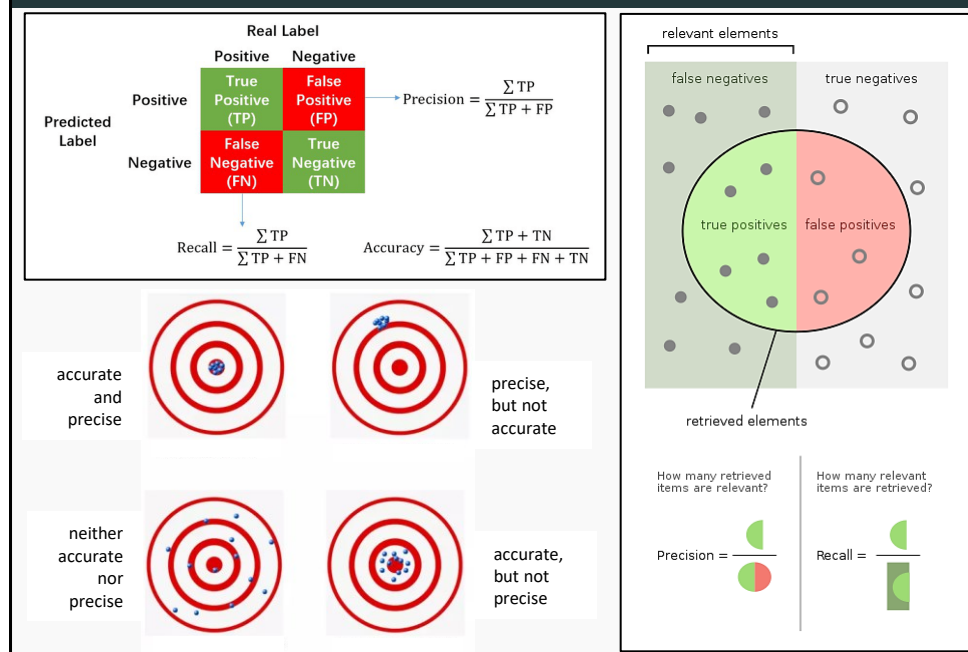 Real Label
Positive Negative
Predicted
Label
Positive
True
Positive
(TP)
False
Positive
(FP)
Precision = ∑ TP / ∑ TP + FP
Negative
False
Negative
(FN)
True
Negative
(TN)
Recall = ∑ TP / ∑ TP + FN
Accuracy = ∑ TP + TN / ∑ TP + FP + FN + TN
accurate
and
precise
precise,
but not
accurate
neither
accurate
nor
precise
accurate,
but not
precise
relevant elements
false negatives
true negatives
true positives
false positives
retrieved elements
How many retrieved
items are relevant?
Precision =
How many relevant
items are retrieved?
Recall =